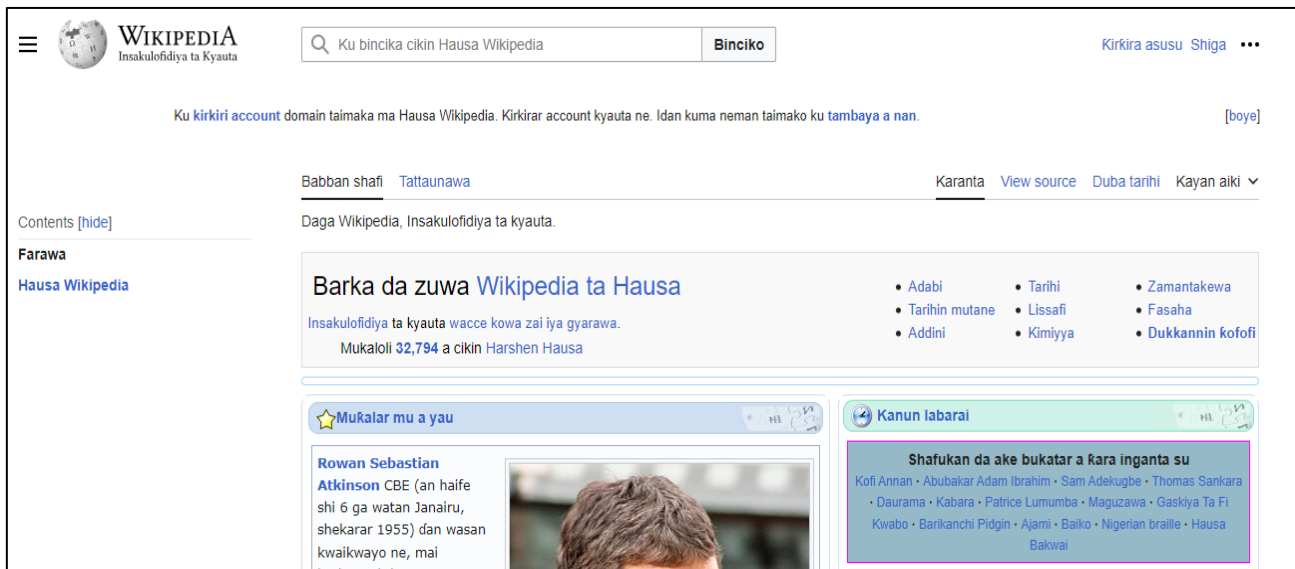 WIKIPEDIA
Insakulofidiya ta Kyauta
Ku bincika cikin Hausa Wikipedia
Binciko
Ƙirƙira asusu Shiga
Ku kirkiri account domain taimaka ma Hausa Wikipedia. Kirkirar account kyauta ne. Idan kuma neman taimako ku tambaya a nan.
[boye]
Babban shafi Tattaunawa
Karanta View source Duba tarihi Kayan aiki
Contents [hide]
Farawa
Hausa Wikipedia
Daga Wikipedia, Insakulofidiya ta kyauta.
Barka da zuwa Wikipedia ta Hausa
Insakulofidiya ta kyauta wacce kowa zai iya gyarawa.
Mukaloli 32,794 a cikin Harshen Hausa
• Adabi
• Tarihin mutane
• Addini
• Tarihi
• Lissafi
• Kimiyya
• Zamantakewa
• Fasaha
• Dukkannin ƙofofi
Muƙalar mu a yau
Rowan Sebastian
Atkinson CBE (an haife
shi 6 ga watan Janairu,
shekarar 1955) ɗan wasan
kwaikwayo ne, mai
Kanun labarai
Shafukan da ake bukatar a ƙara inganta su
Kofi Annan · Abubakar Adam Ibrahim · Sam Adekugbe · Thomas Sankara
· Daurama · Kabara · Patrice Lumumba · Maguzawa · Gaskiya Ta Fi
Kwabo · Barikanchi Pidgin · Ajami · Baiko · Nigerian braille · Hausa
Bakwai